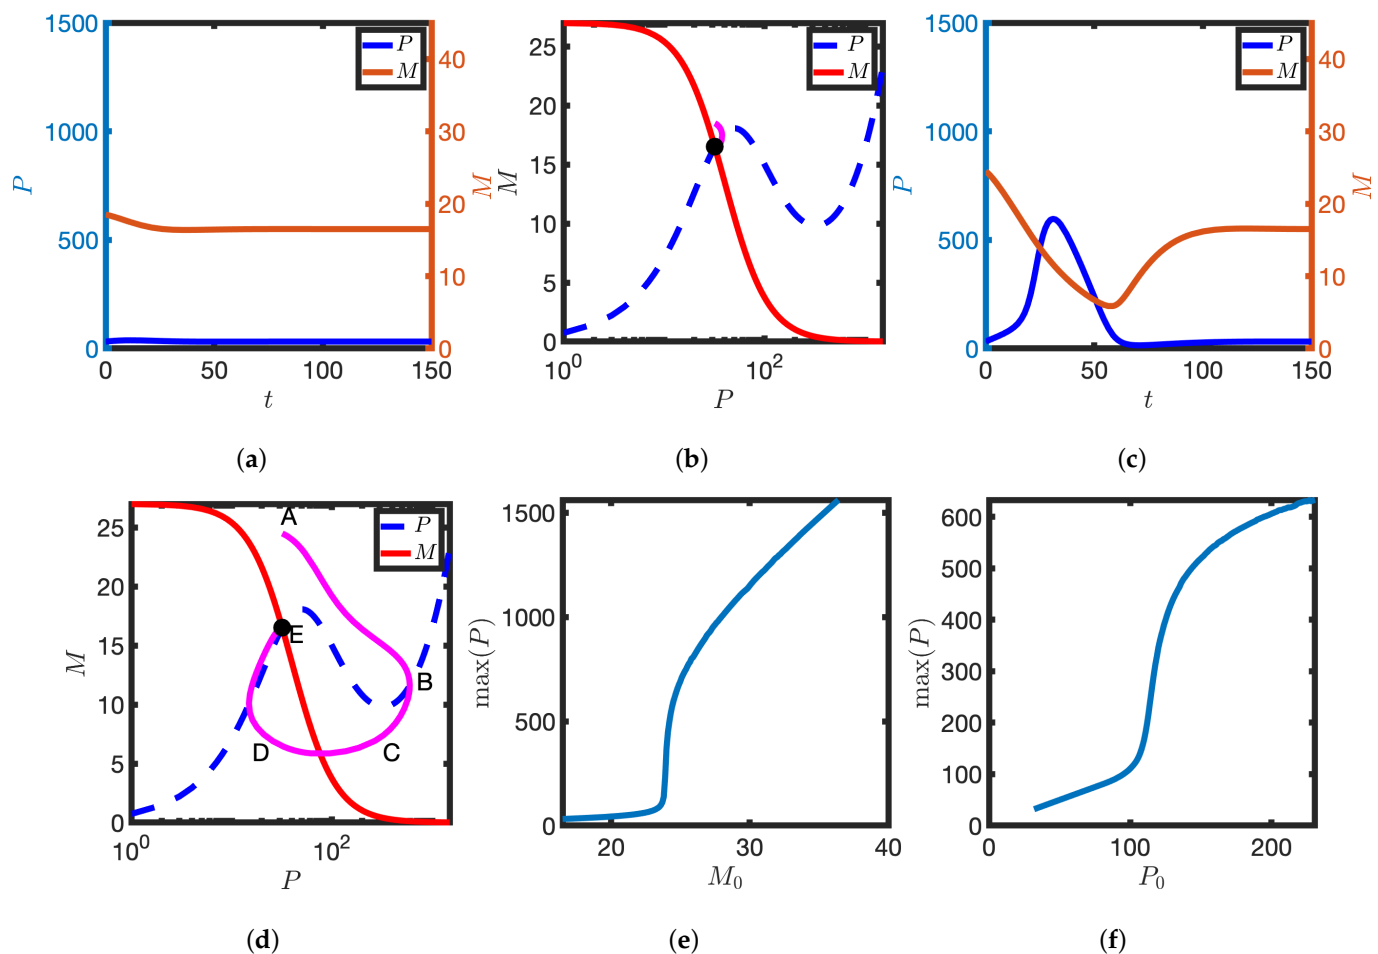 1500
1000
500
0
P
40
30
20
10
0
M
P
M
0
50
100
150
t
(a)
25
20
15
10
5
0
M
P
M
10^0
10^2
P
(b)
1500
1000
500
0
P
40
30
20
10
0
M
P
M
0
50
100
150
t
(c)
25
20
15
10
5
0
M
A
B
C
D
E
P
M
10^0
10^2
P
(d)
1500
1000
500
0
max(P)
20
30
40
M_0
(e)
600
500
400
300
200
100
0
max(P)
0
100
200
P_0
(f)